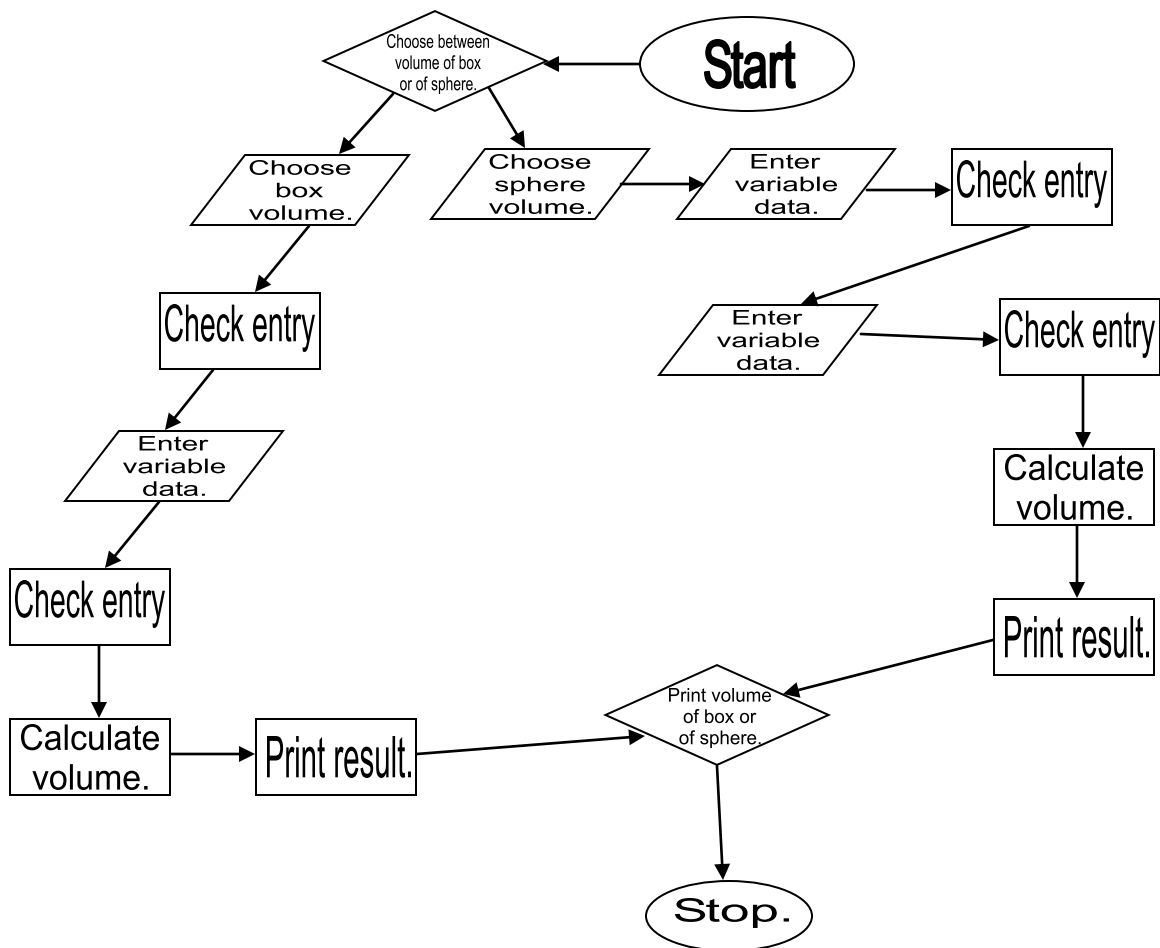 Start
Choose between
volume of box
or of sphere.
Choose
box
volume.
Choose
sphere
volume.
Enter
variable
data.
Check entry
Check entry
Enter
variable
data.
Check entry
Enter
variable
data.
Calculate
volume.
Check entry
Print result.
Print volume
of box or
of sphere.
Calculate
volume.
Print result.
Stop.